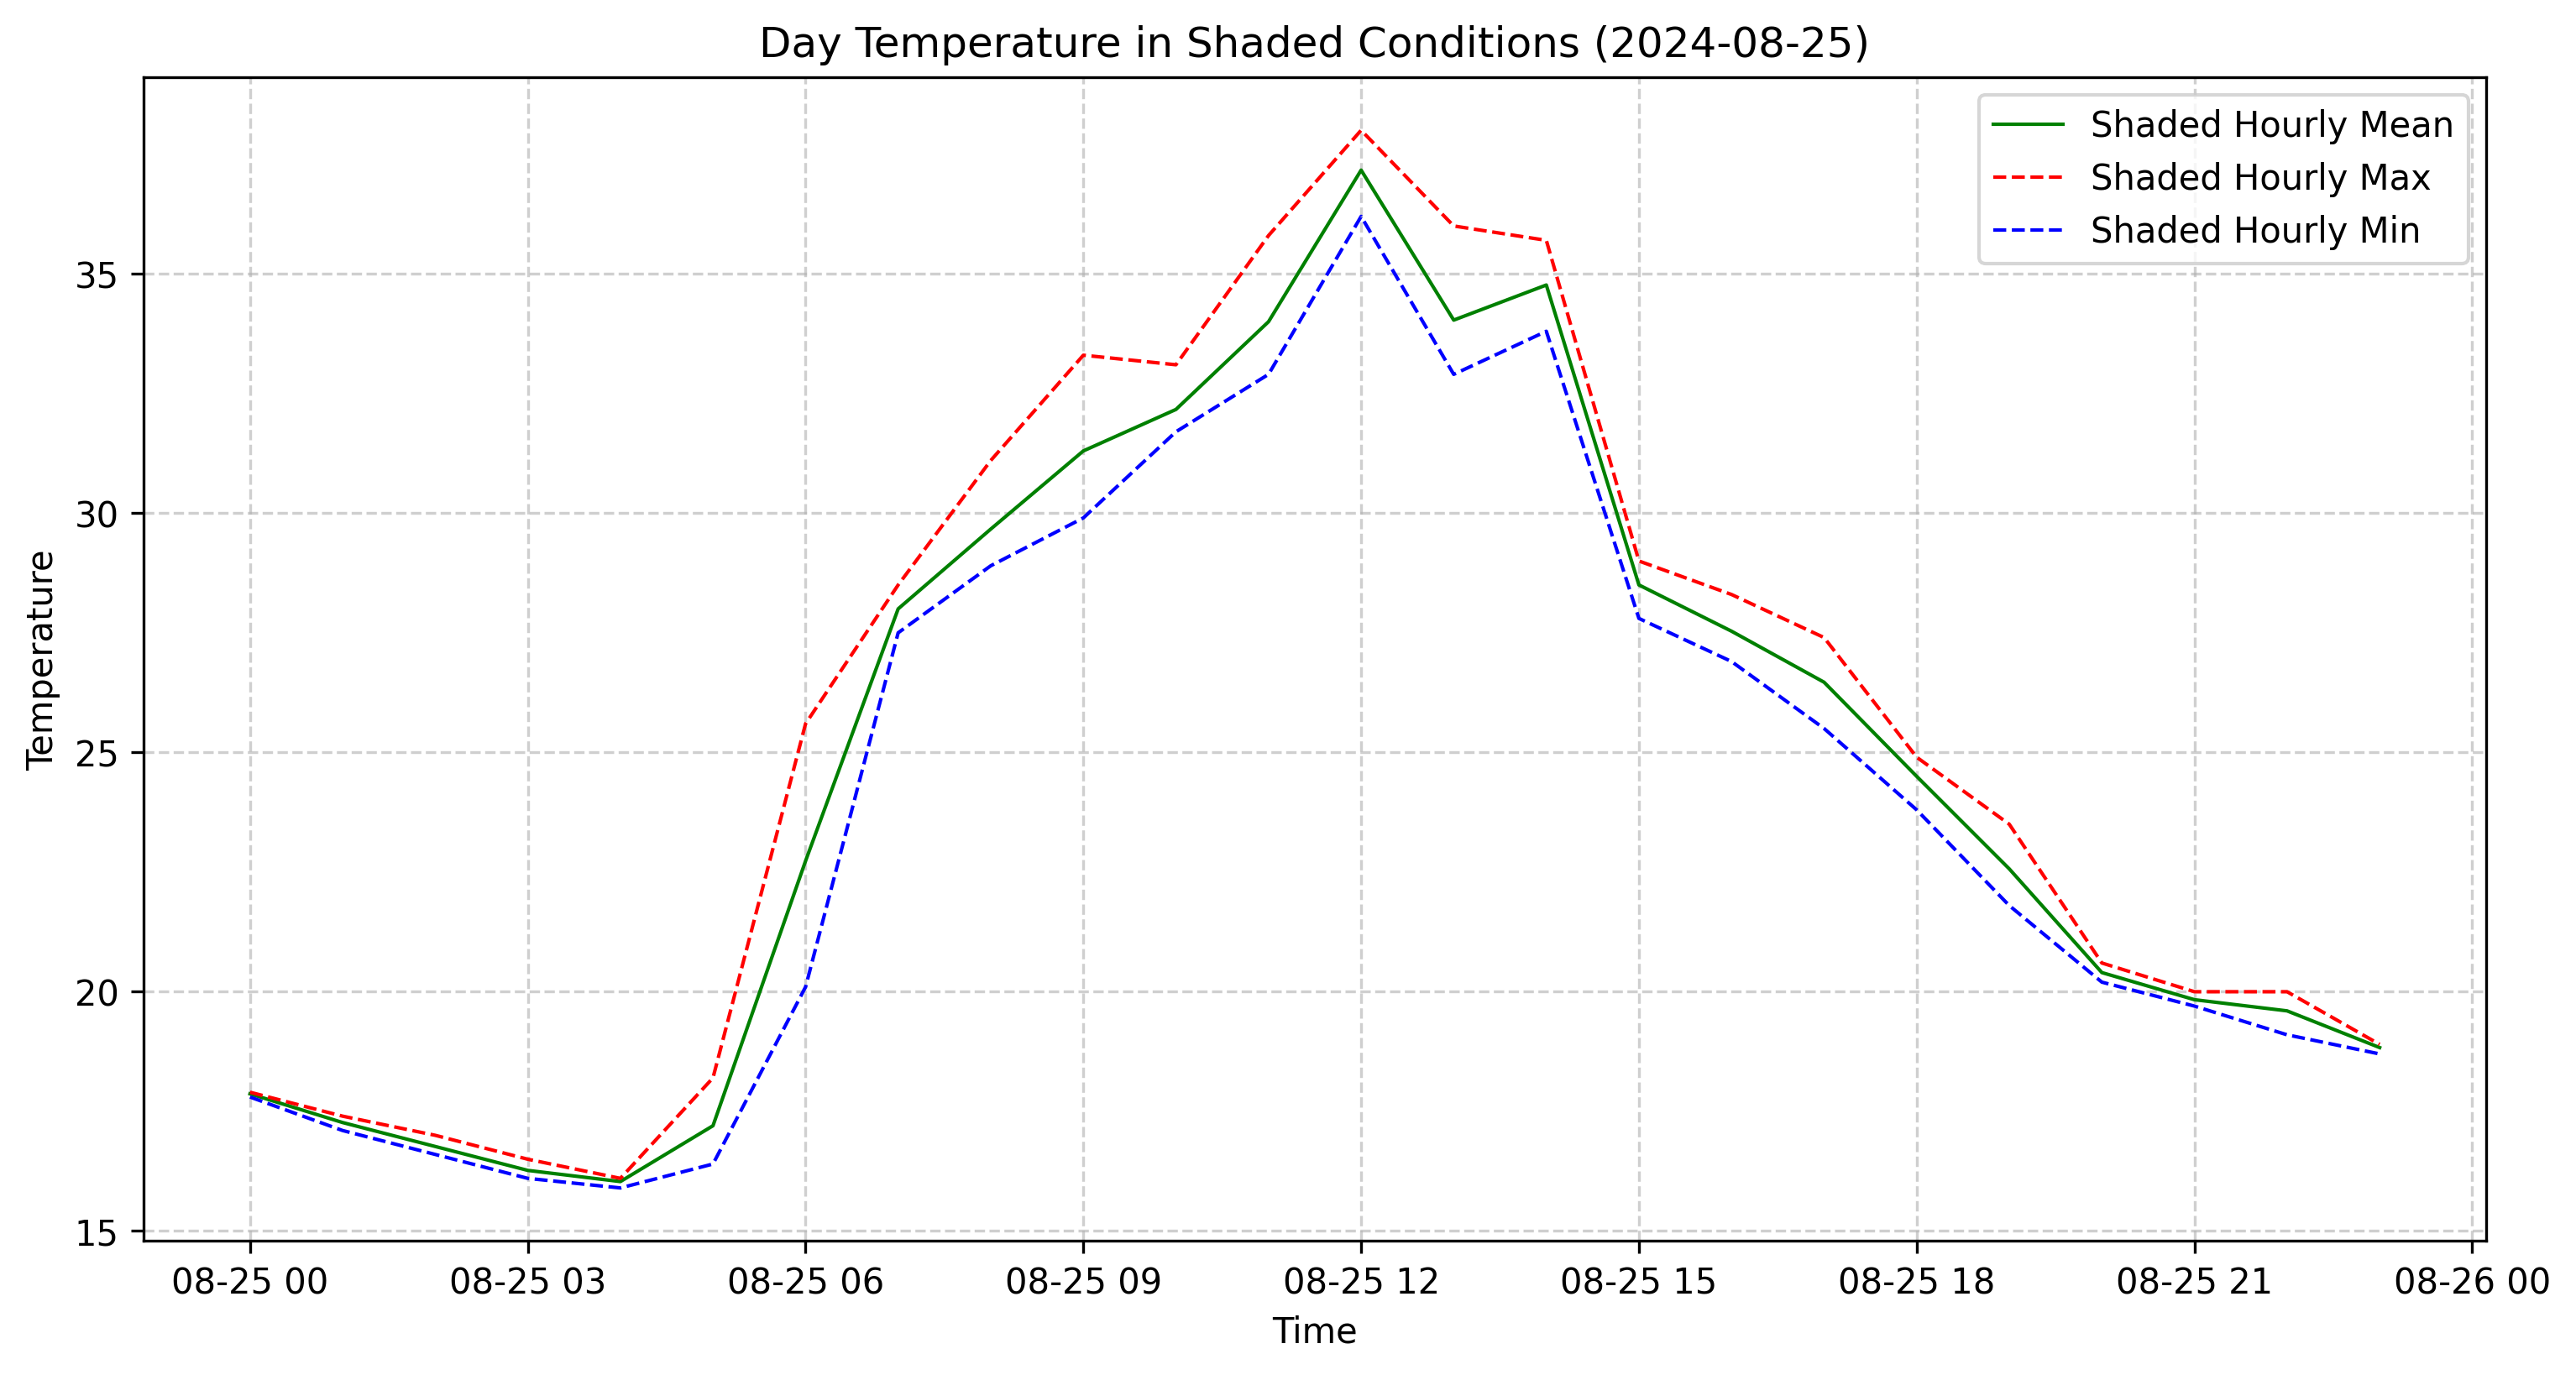 Day Temperature in Shaded Conditions (2024-08-25)
Shaded Hourly Mean
Shaded Hourly Max
Shaded Hourly Min
35
30
25
20
15
Temperature
08-25 00 08-25 03 08-25 06 08-25 09 08-25 12 08-25 15 08-25 18 08-25 21 08-26 00
Time